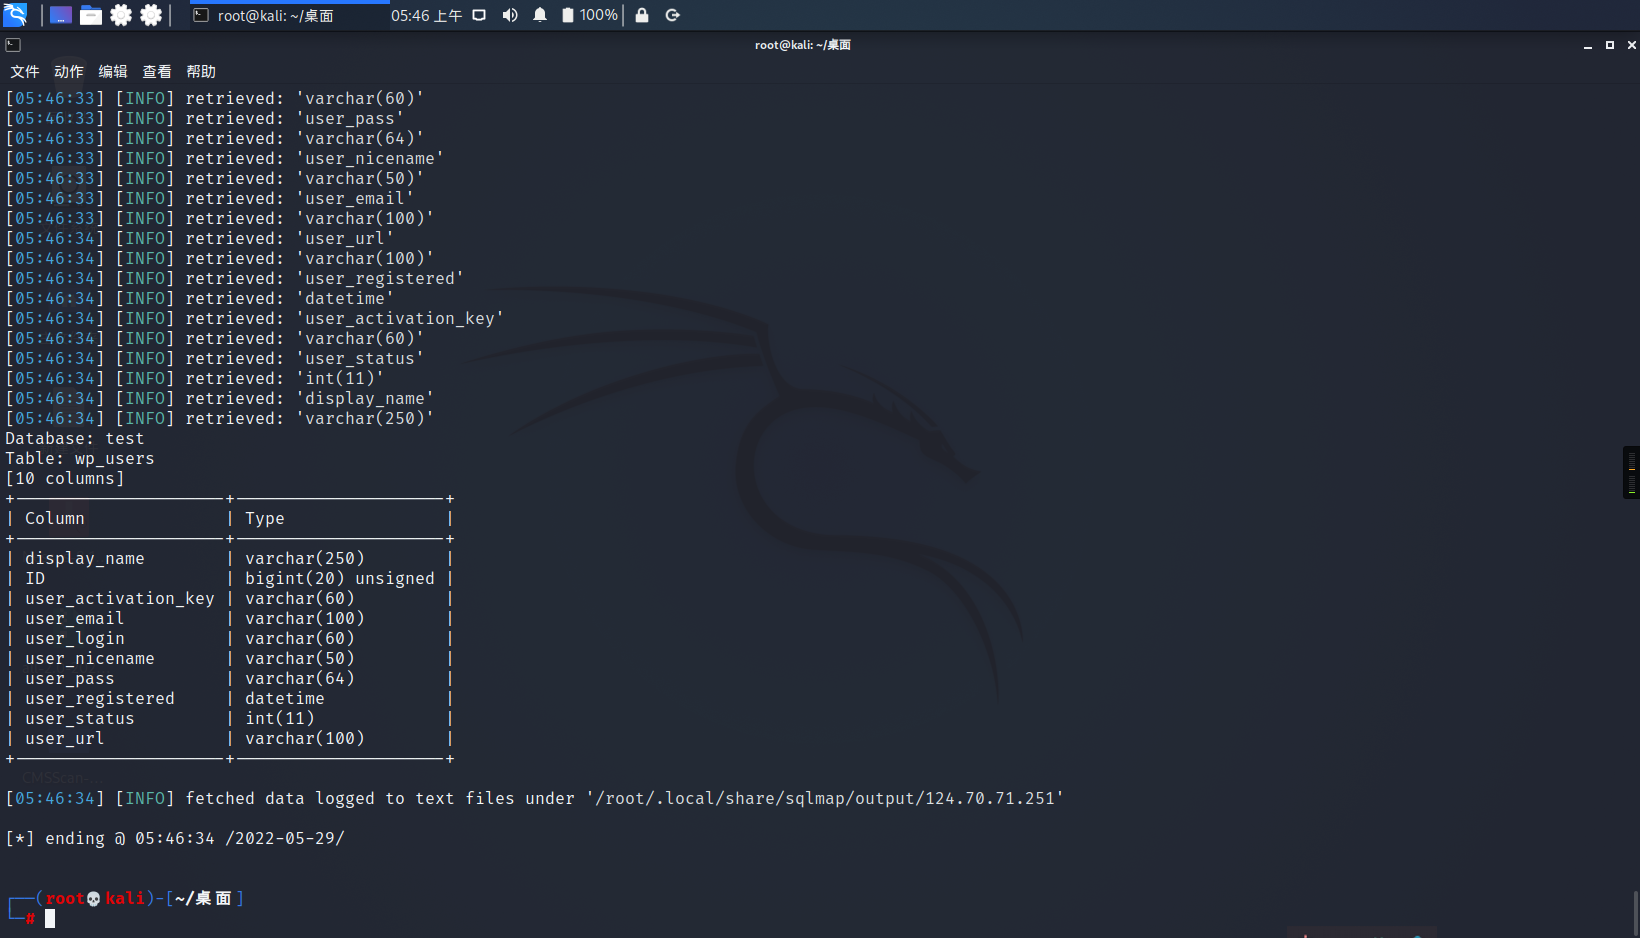 root@kali: ~/桌面 05:46 上午 100%
root@kali: ~/桌面
文件 动作 编辑 查看 帮助
[05:46:33] [INFO] retrieved: 'varchar(60)'
[05:46:33] [INFO] retrieved: 'user_pass'
[05:46:33] [INFO] retrieved: 'varchar(64)'
[05:46:33] [INFO] retrieved: 'user_nicename'
[05:46:33] [INFO] retrieved: 'varchar(50)'
[05:46:33] [INFO] retrieved: 'user_email'
[05:46:33] [INFO] retrieved: 'varchar(100)'
[05:46:34] [INFO] retrieved: 'user_url'
[05:46:34] [INFO] retrieved: 'varchar(100)'
[05:46:34] [INFO] retrieved: 'user_registered'
[05:46:34] [INFO] retrieved: 'datetime'
[05:46:34] [INFO] retrieved: 'user_activation_key'
[05:46:34] [INFO] retrieved: 'varchar(60)'
[05:46:34] [INFO] retrieved: 'user_status'
[05:46:34] [INFO] retrieved: 'int(11)'
[05:46:34] [INFO] retrieved: 'display_name'
[05:46:34] [INFO] retrieved: 'varchar(250)'
Database: test
Table: wp_users
[10 columns]
+---------------------+---------------------+
| Column              | Type                |
+---------------------+---------------------+
| display_name        | varchar(250)        |
| ID                  | bigint(20) unsigned |
| user_activation_key | varchar(60)         |
| user_email          | varchar(100)        |
| user_login          | varchar(60)         |
| user_nicename       | varchar(50)         |
| user_pass           | varchar(64)         |
| user_registered     | datetime            |
| user_status         | int(11)             |
| user_url            | varchar(100)        |
+---------------------+---------------------+
CMSScan-...
[05:46:34] [INFO] fetched data logged to text files under '/root/.local/share/sqlmap/output/124.70.71.251'
[*] ending @ 05:46:34 /2022-05-29/
┌──(root💀kali)-[~/桌面]
└─#